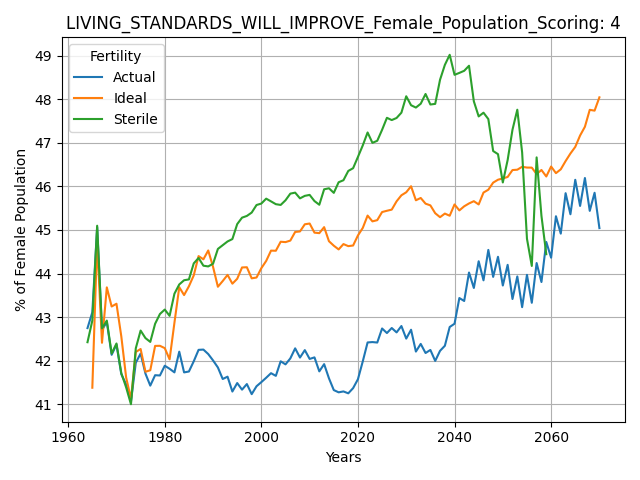 LIVING_STANDARDS_WILL_IMPROVE_Female_Population_Scoring: 4
Fertility
Actual
Ideal
Sterile
% of Female Population
49
48
47
46
45
44
43
42
41
1960 1980 2000 2020 2040 2060
Years